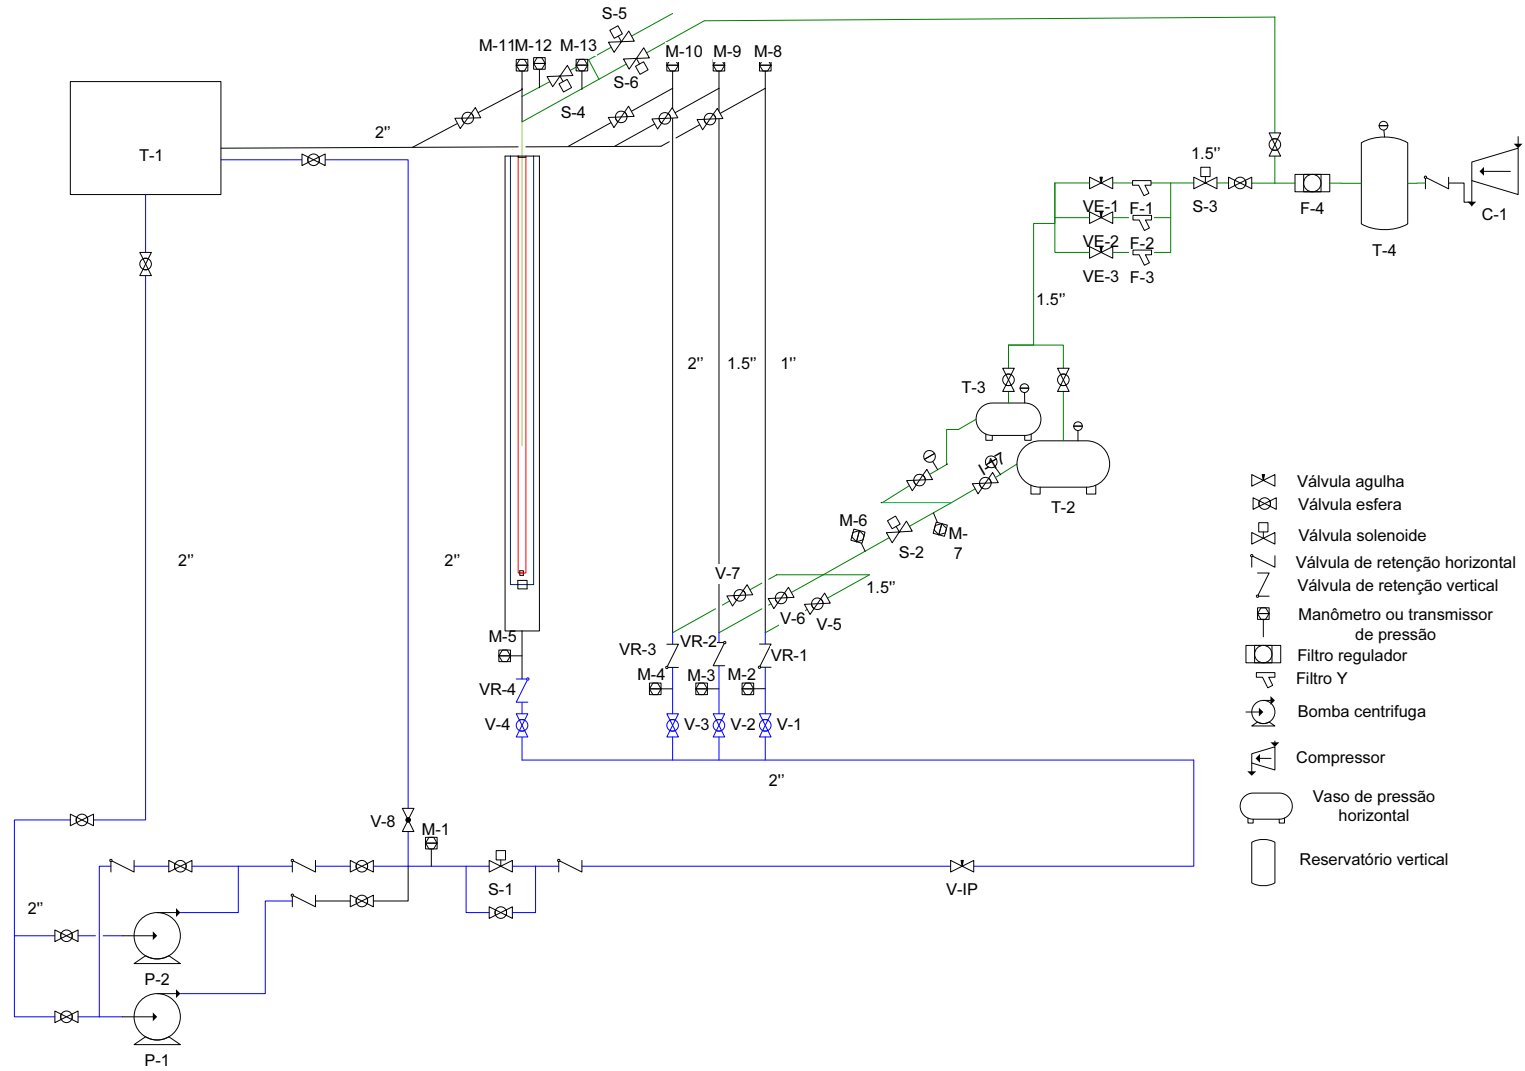 S-5
M-11
M-12
M-13
M-10
M-9
M-8
S-6
S-4
2’’
T-1
1.5’’
VE-1
F-1
S-3
F-4
C-1
VE-2
F-2
T-4
VE-3
F-3
1.5’’
2’’
1.5’’
1’’
T-3
T-2
M-6
S-2
M-
7
2’’
2’’
V-7
1.5’’
V-6
V-5
M-5
VR-3
VR-2
VR-1
M-4
M-3
M-2
VR-4
V-4
V-3
V-2
V-1
2’’
V-8
M-1
S-1
V-IP
2’’
P-2
P-1
Válvula agulha
Válvula esfera
Válvula solenoide
Válvula de retenção horizontal
Válvula de retenção vertical
Manômetro ou transmissor
de pressão
Filtro regulador
Filtro Y
Bomba centrifuga
Compressor
Vaso de pressão
horizontal
Reservatório vertical